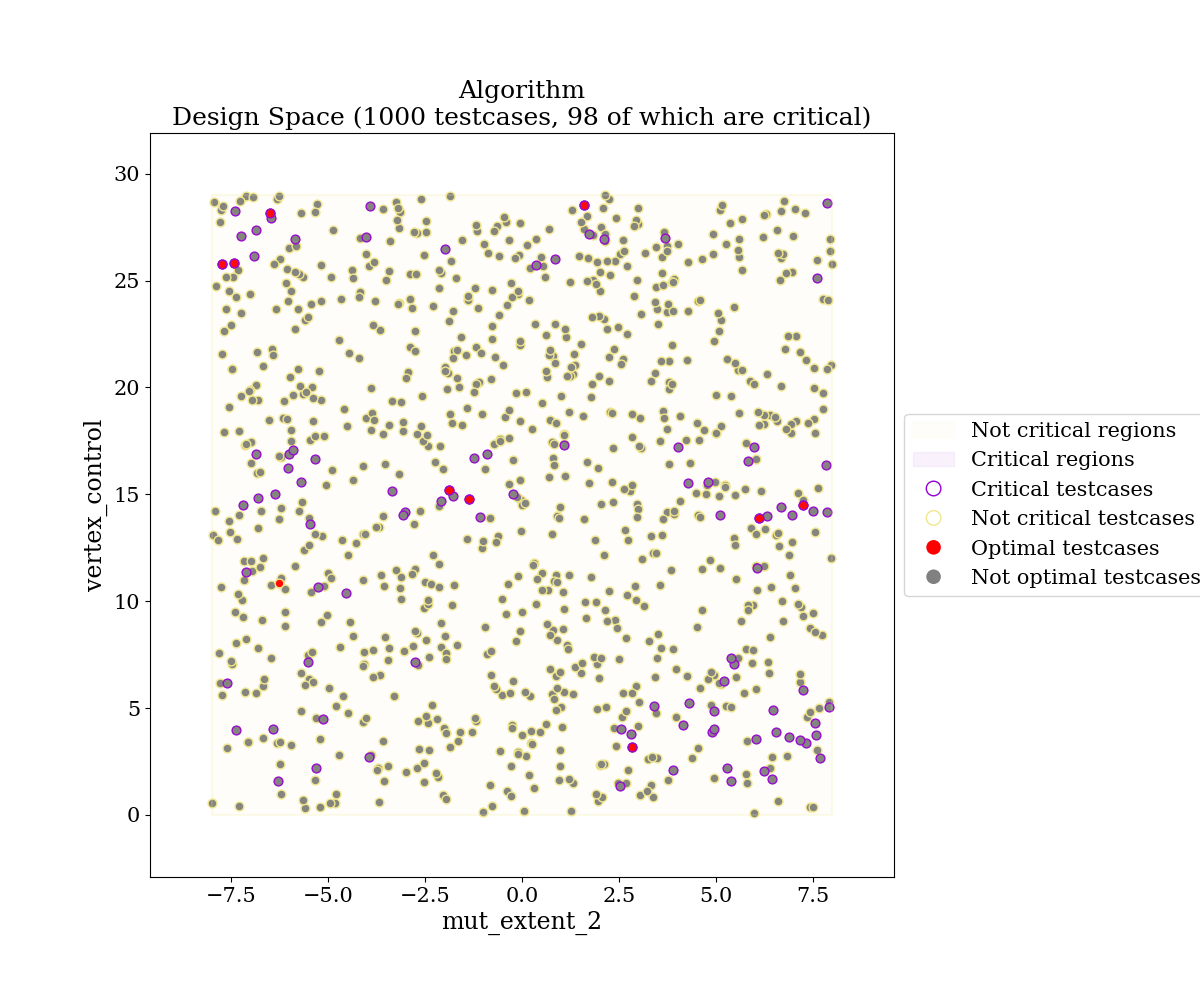 Algorithm
Design Space (1000 testcases, 98 of which are critical)
30
25
20
15
10
5
0
vertex_control
−7.5 −5.0 −2.5 0.0 2.5 5.0 7.5
mut_extent_2
Not critical regions
Critical regions
Critical testcases
Not critical testcases
Optimal testcases
Not optimal testcases